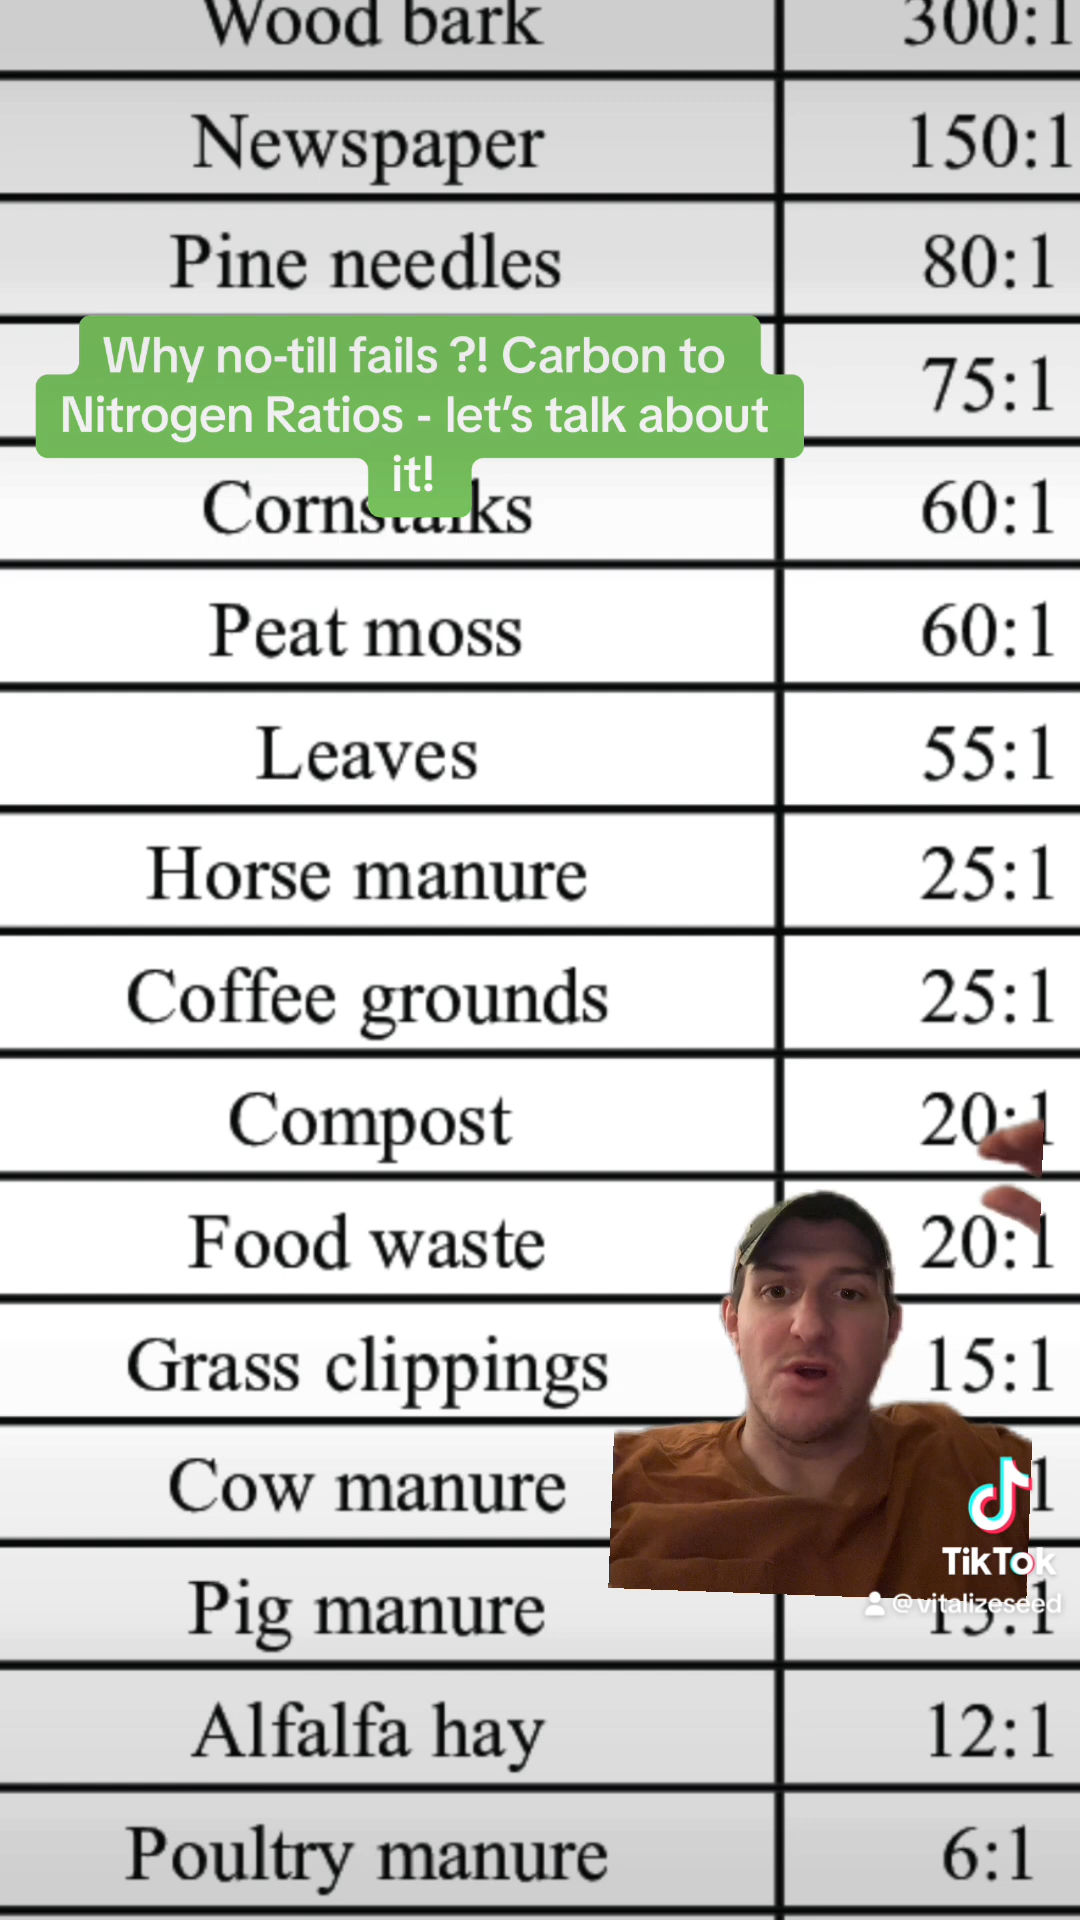 Wood bark 300:1
Newspaper 150:1
Pine needles 80:1
75:1
Why no-till fails ?! Carbon to
Nitrogen Ratios - let’s talk about
it!
Cornstalks 60:1
Peat moss 60:1
Leaves 55:1
Horse manure 25:1
Coffee grounds 25:1
Compost 20:1
Food waste 20:1
Grass clippings 15:1
Cow manure
Pig manure
TikTok
@vitalizeseed
Alfalfa hay 12:1
Poultry manure 6:1